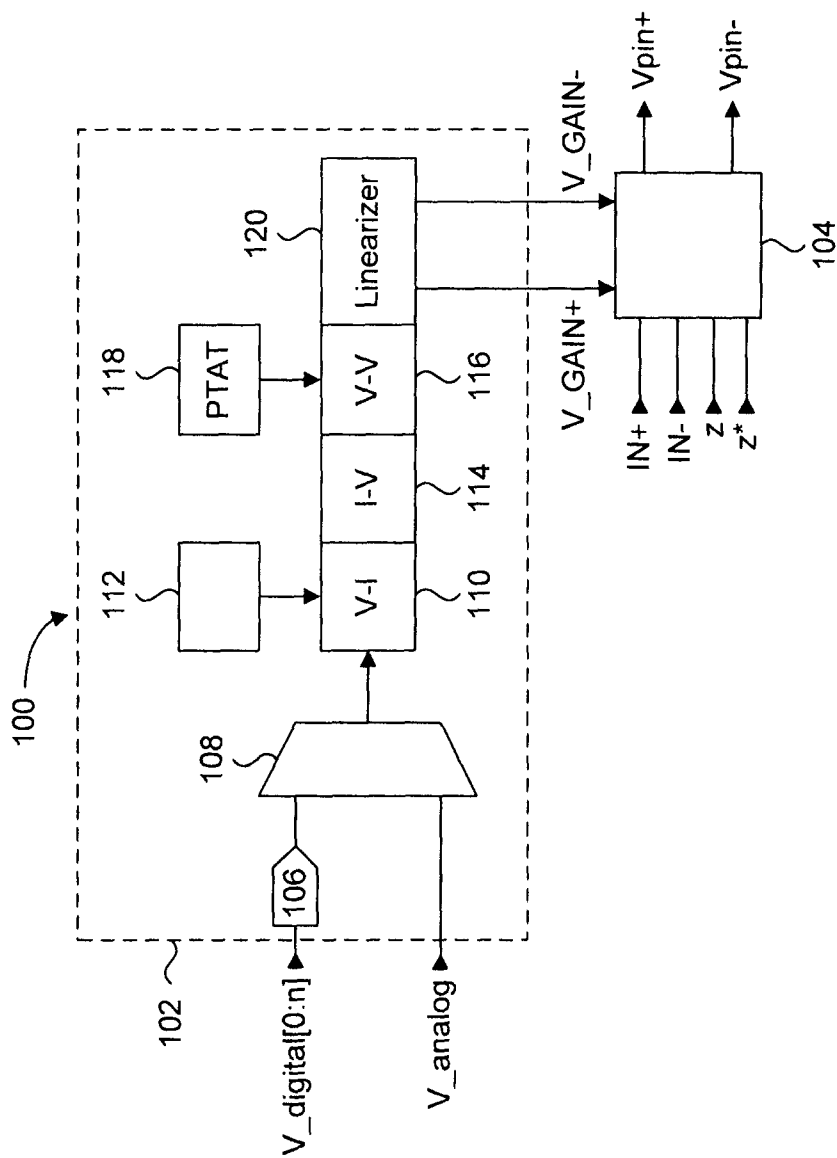 100
102
V_digital[0:n]
106
V_analog
108
112
V-I
110
I-V
114
118
PTAT
V-V
116
120
Linearizer
V_GAIN+
V_GAIN-
IN+
IN-
z
z*
104
Vpin+
Vpin-